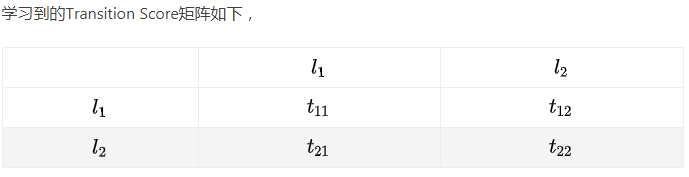 学习到的Transition Score矩阵如下，
l₁ l₂
l₁ t₁₁ t₁₂
l₂ t₂₁ t₂₂